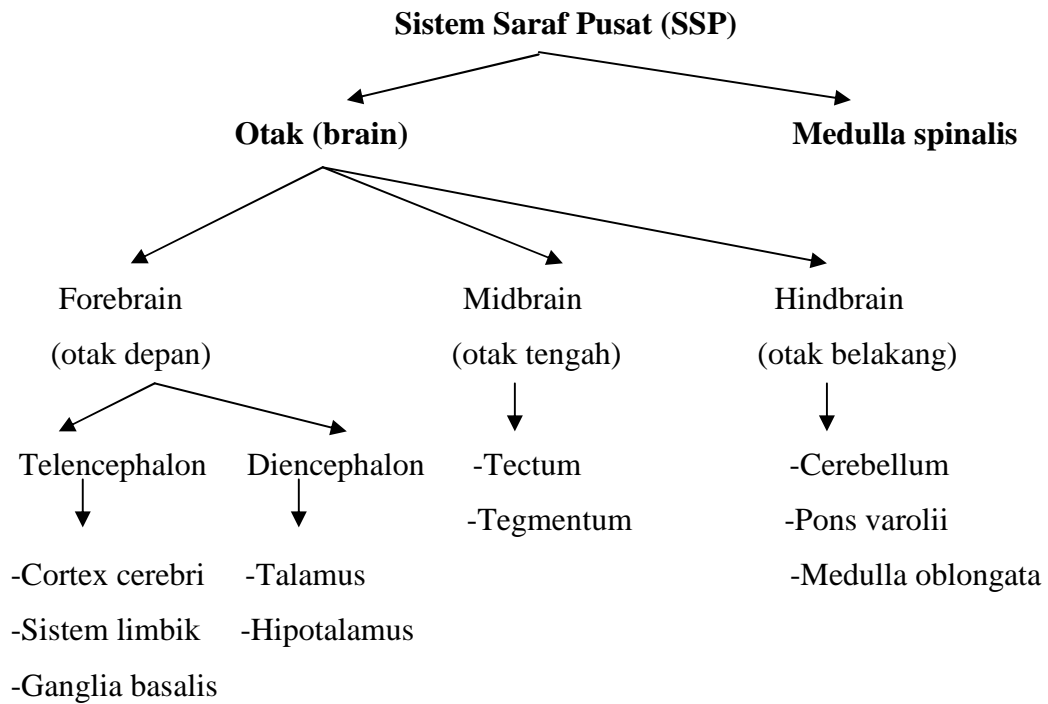 Sistem Saraf Pusat (SSP)
Otak (brain) Medulla spinalis
Forebrain Midbrain Hindbrain
(otak depan) (otak tengah) (otak belakang)
Telencephalon Diencephalon -Tectum -Cerebellum
-Tegmentum -Pons varolii
-Cortex cerebri -Talamus -Medulla oblongata
-Sistem limbik -Hipotalamus
-Ganglia basalis